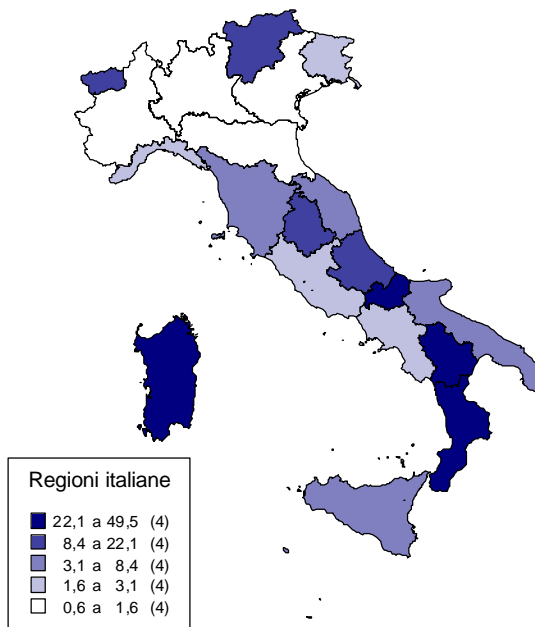 Regioni italiane
22,1 a 49,5 (4)
8,4 a 22,1 (4)
3,1 a 8,4 (4)
1,6 a 3,1 (4)
0,6 a 1,6 (4)